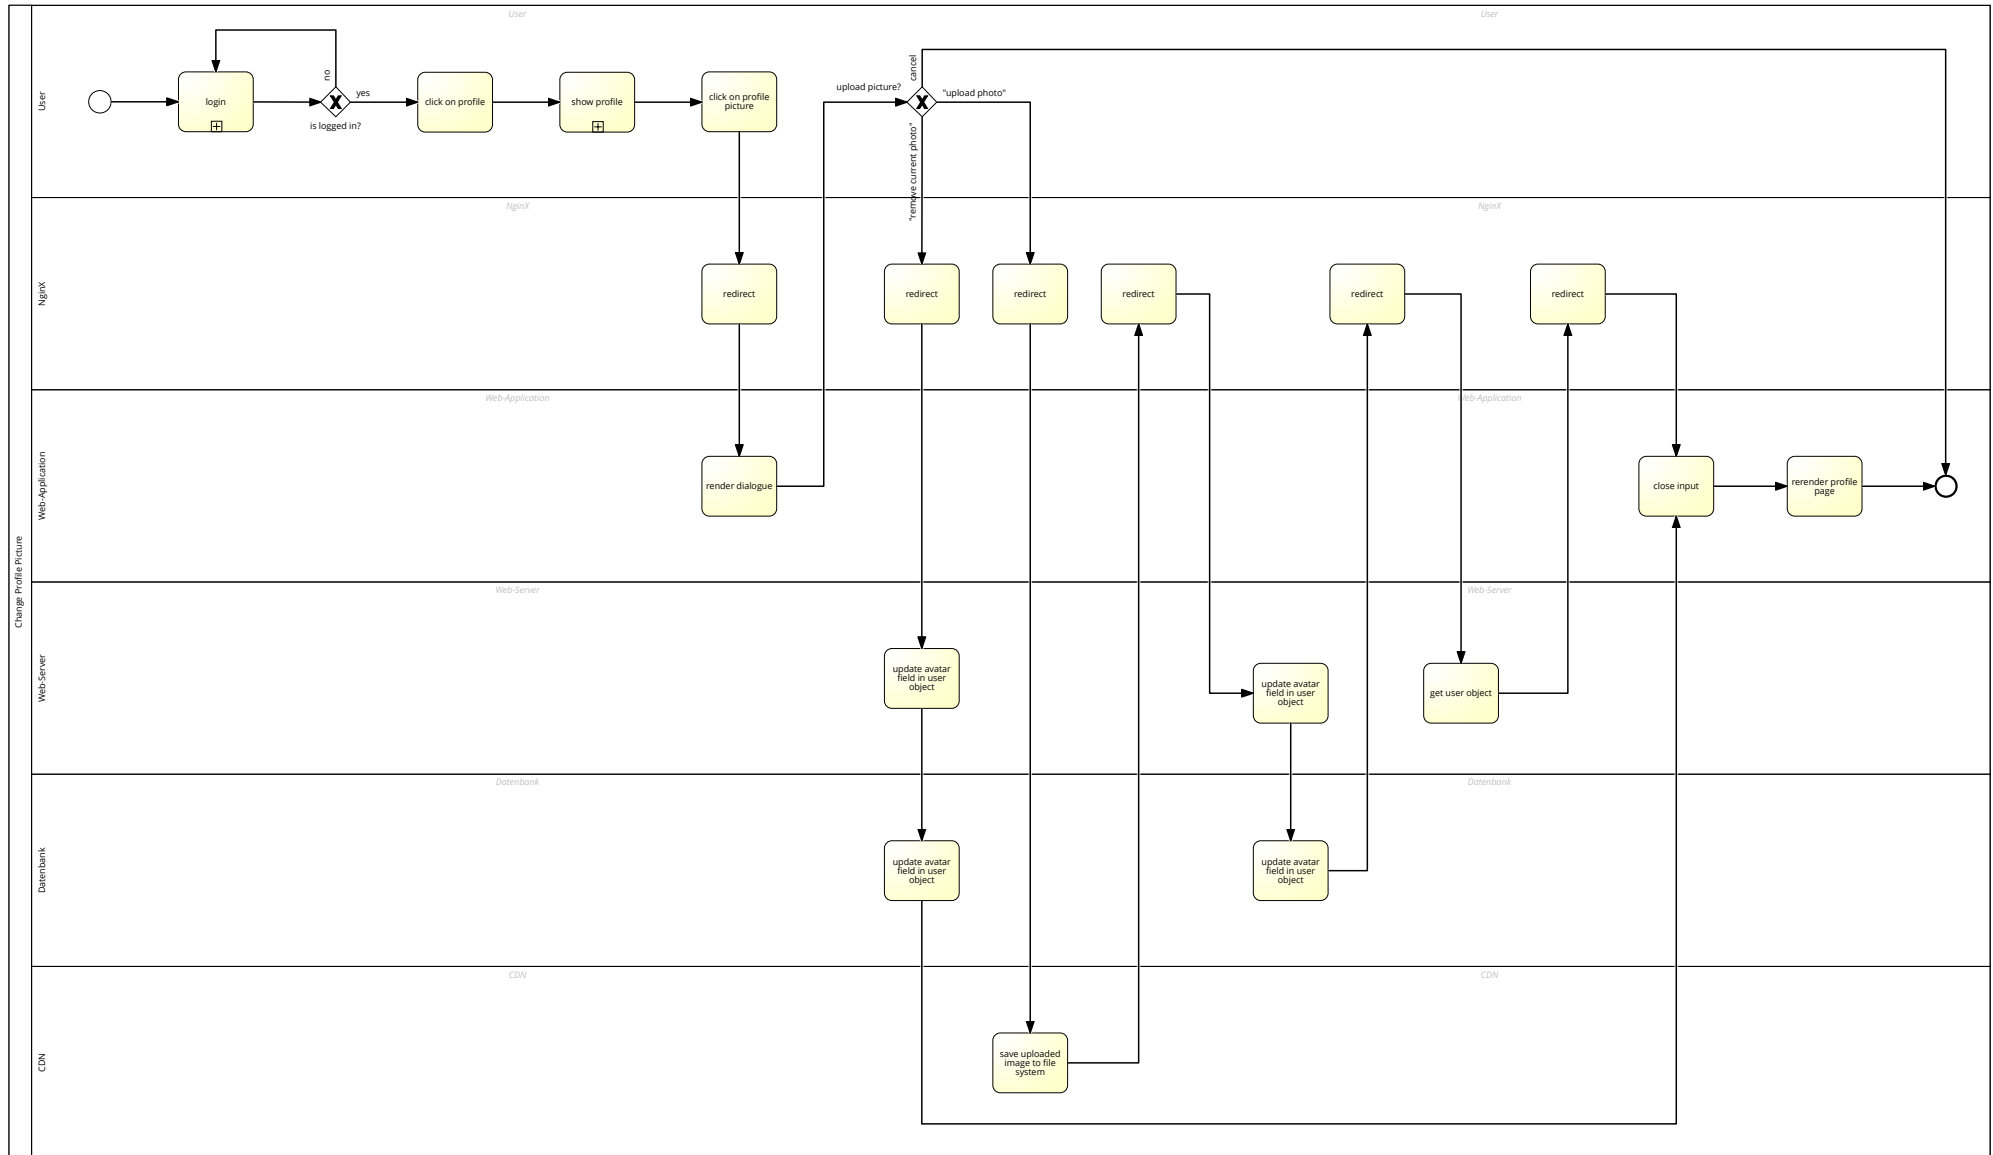 Change Profile Picture
User
User
User
no
login
yes
is logged in?
click on profile
show profile
click on profile
picture
upload picture?
cancel
"upload photo"
"remove current photo"
NginX
NginX
NginX
redirect
redirect
redirect
redirect
redirect
redirect
Web-Application
Web-Application
Web-Application
render dialogue
close input
rerender profile
page
Web-Server
Web-Server
Web-Server
update avatar
field in user
object
update avatar
field in user
object
get user object
Datenbank
Datenbank
Datenbank
update avatar
field in user
object
update avatar
field in user
object
CDN
CDN
CDN
save uploaded
image to file
system